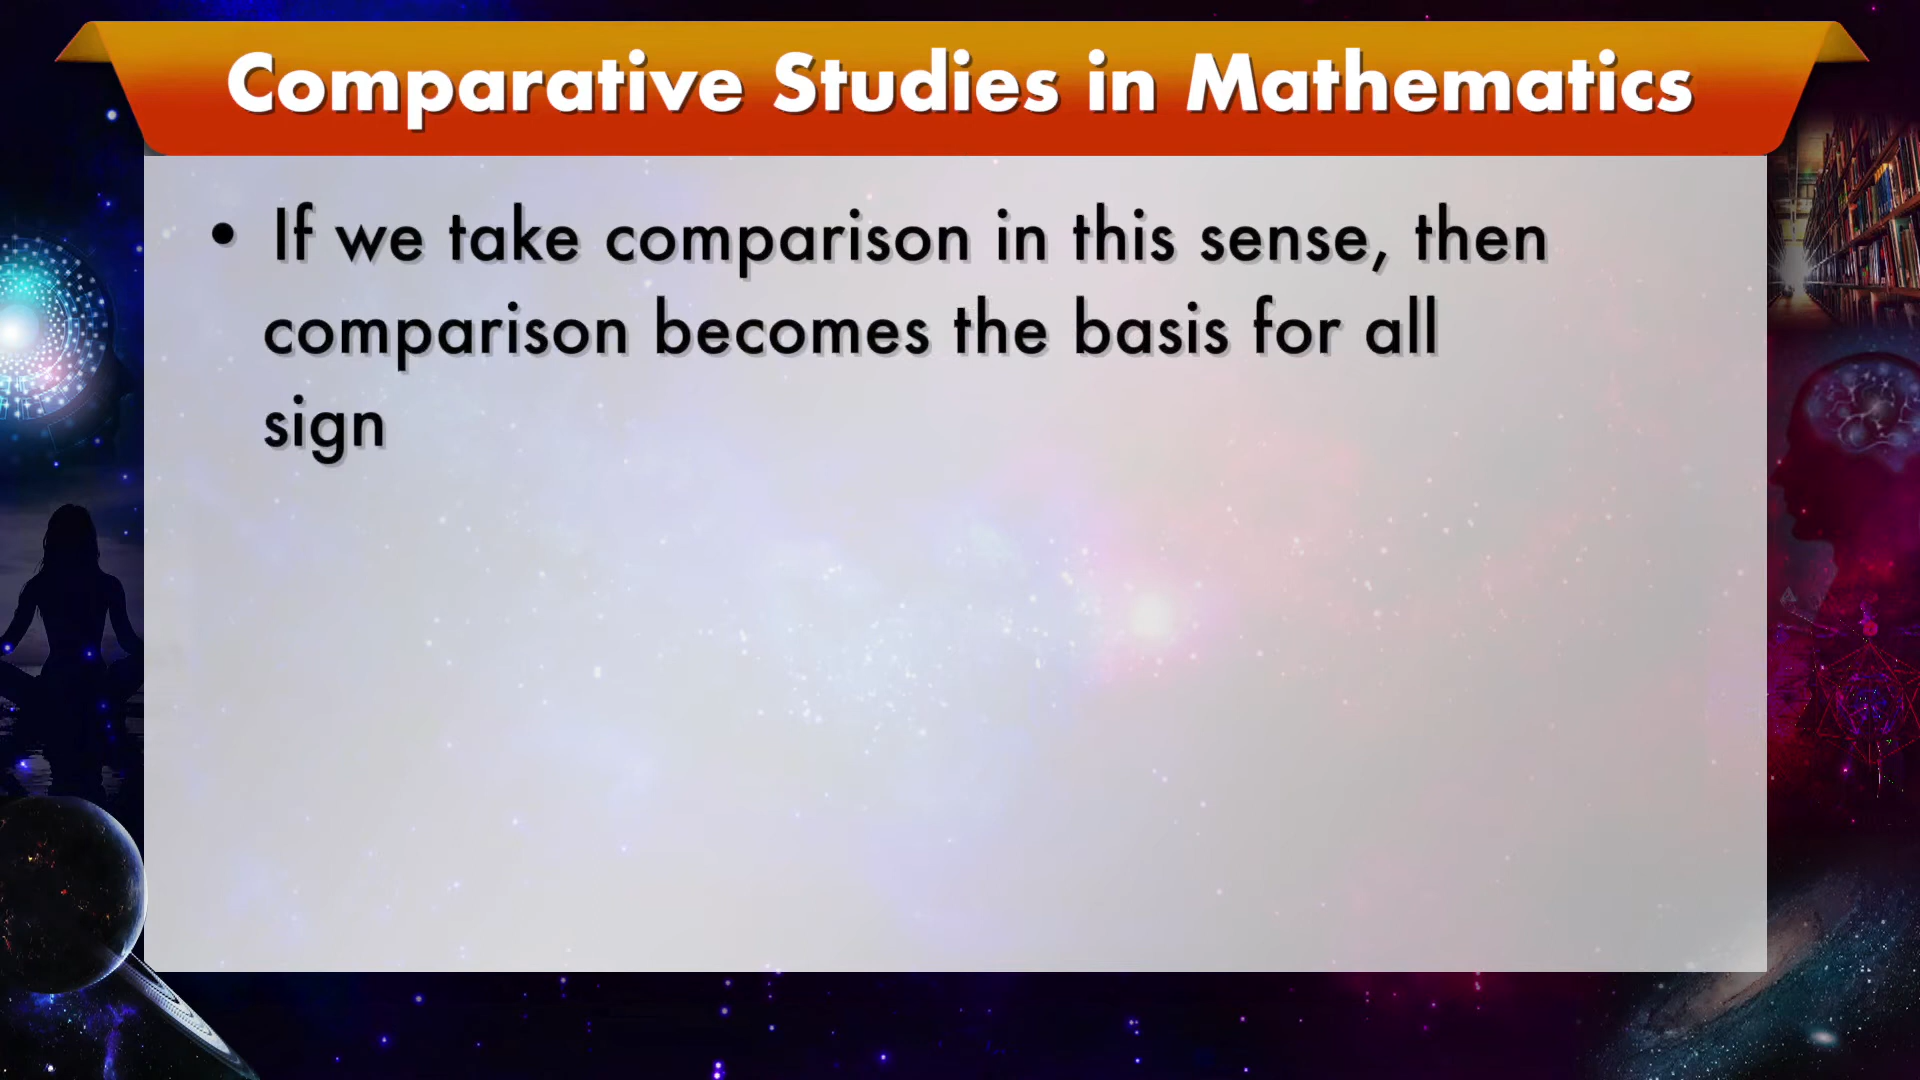 Comparative Studies in Mathematics
• If we take comparison in this sense, then
comparison becomes the basis for all
sign